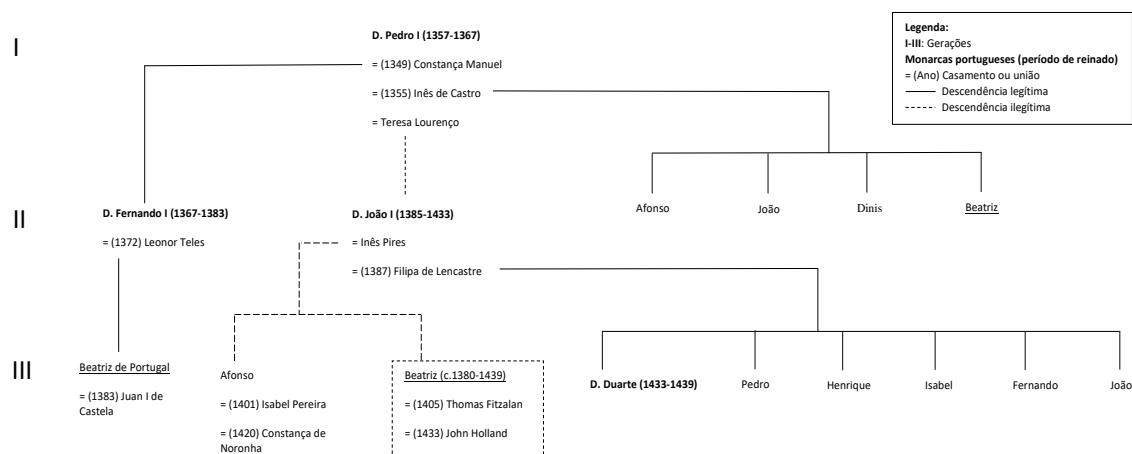 I
D. Pedro I (1357-1367)
= (1349) Constança Manuel
= (1355) Inês de Castro
= Teresa Lourenço
Legenda:
I-III: Gerações
Monarcas portugueses (período de reinado)
= (Ano) Casamento ou união
Descendência legítima
Descendência ilegítima
II
D. Fernando I (1367-1383)
= (1372) Leonor Teles
D. João I (1385-1433)
= Inês Pires
= (1387) Filipa de Lencastre
Afonso
João
Dinis
Beatriz
III
Beatriz de Portugal
= (1383) Juan I de
Castela
Afonso
= (1401) Isabel Pereira
= (1420) Constança de
Noronha
Beatriz (c.1380-1439)
= (1405) Thomas Fitzalan
= (1433) John Holland
D. Duarte (1433-1439)
Pedro
Henrique
Isabel
Fernando
João